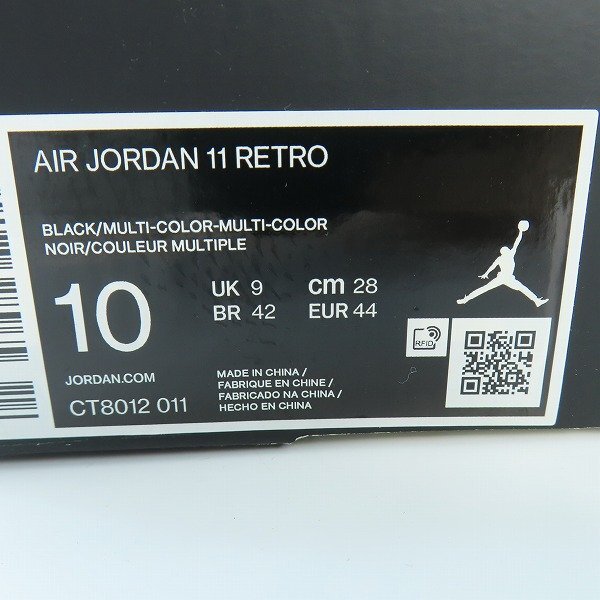 AIR JORDAN 11 RETRO
BLACK/MULTI-COLOR-MULTI-COLOR
NOIR/COULEUR MULTIPLE
10
UK 9 cm 28
BR 42 EUR 44
RFID
JORDAN.COM
CT8012 011
MADE IN CHINA /
FABRIQUE EN CHINE /
FABRICADO NA CHINA /
HECHO EN CHINA